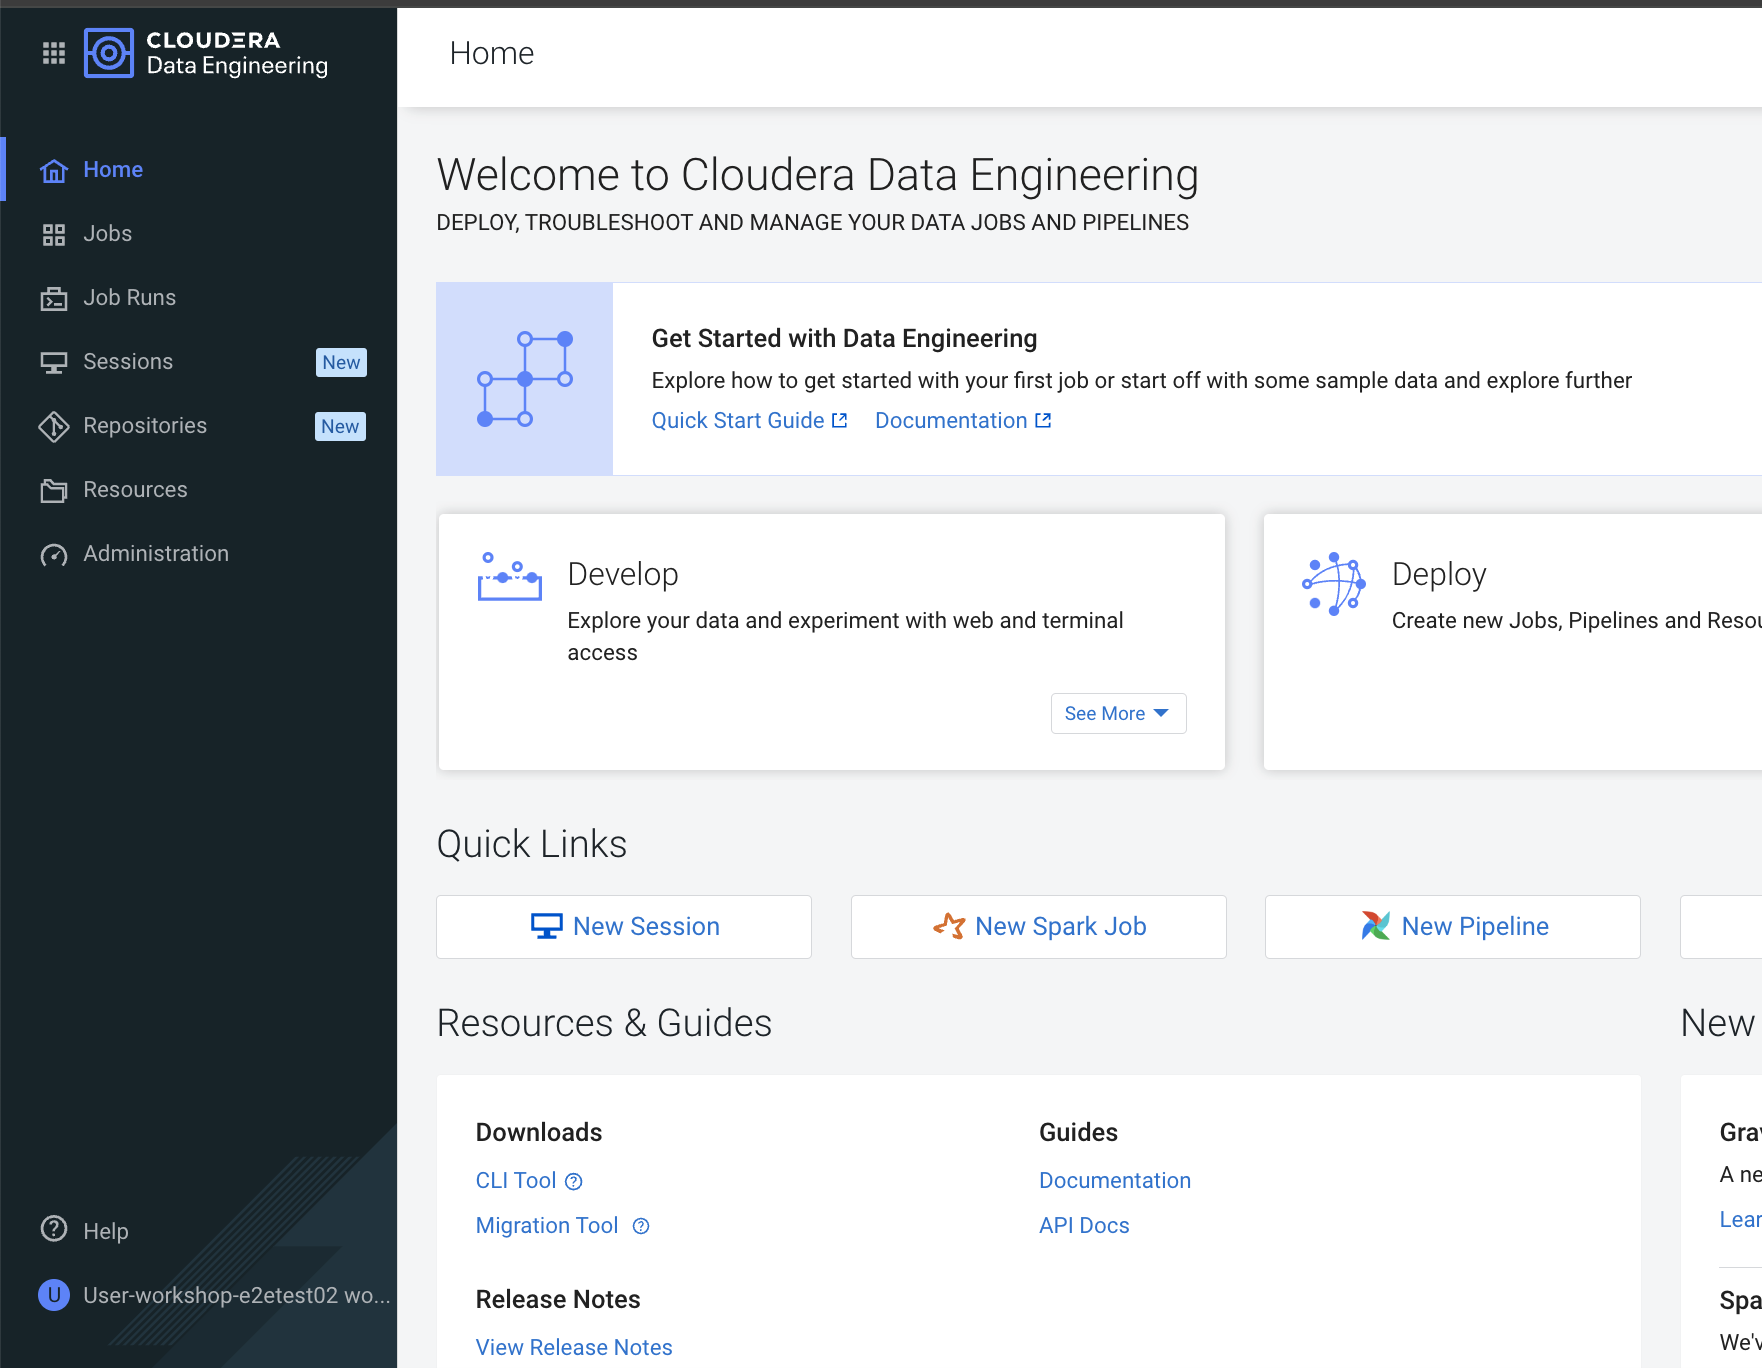 CLOUDERA
Data Engineering
Home
Jobs
Job Runs
Sessions New
Repositories New
Resources
Administration
Help
U User-workshop-e2etest02 wo...
Home
Welcome to Cloudera Data Engineering
DEPLOY, TROUBLESHOOT AND MANAGE YOUR DATA JOBS AND PIPELINES
Get Started with Data Engineering
Explore how to get started with your first job or start off with some sample data and explore further
Quick Start Guide Documentation
Develop
Explore your data and experiment with web and terminal
access
See More
Deploy
Create new Jobs, Pipelines and Resou
Quick Links
New Session
New Spark Job
New Pipeline
Resources & Guides
Downloads
CLI Tool ?
Migration Tool ?
Release Notes
View Release Notes
Guides
Documentation
API Docs
New
Gra
A ne
Lear
Spa
We'v